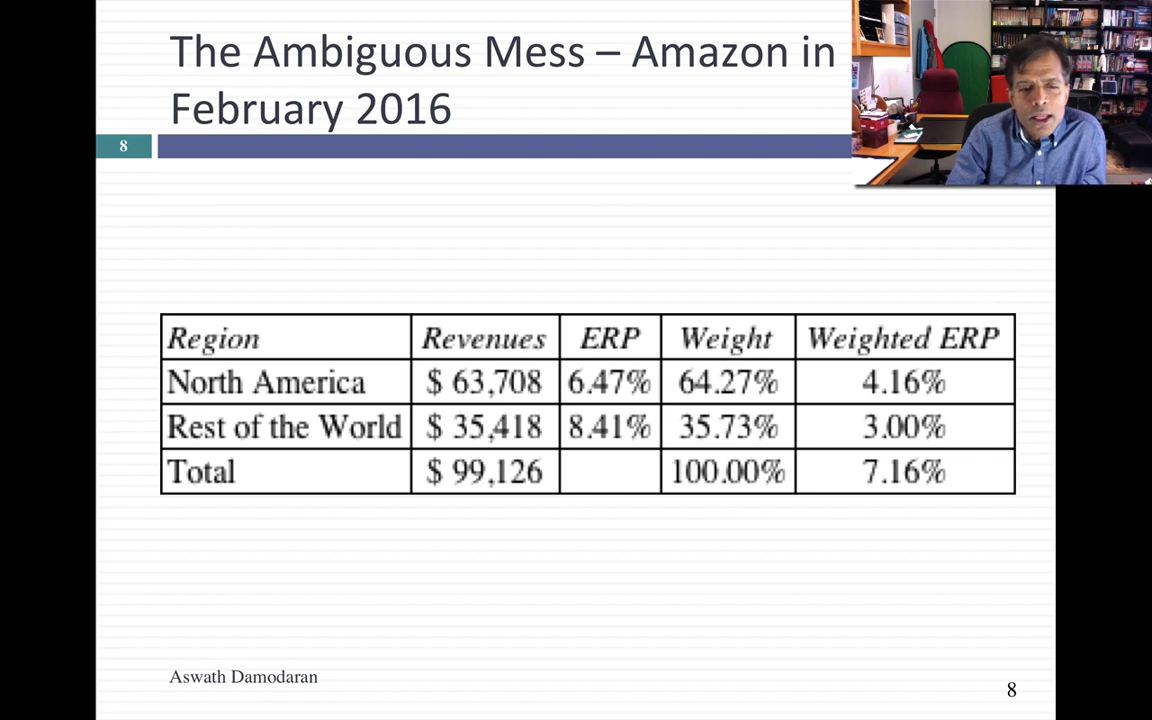 The Ambiguous Mess – Amazon in
February 2016
8
Region Revenues ERP Weight Weighted ERP
North America $ 63,708 6.47% 64.27% 4.16%
Rest of the World $ 35,418 8.41% 35.73% 3.00%
Total $ 99,126 100.00% 7.16%
Aswath Damodaran
8